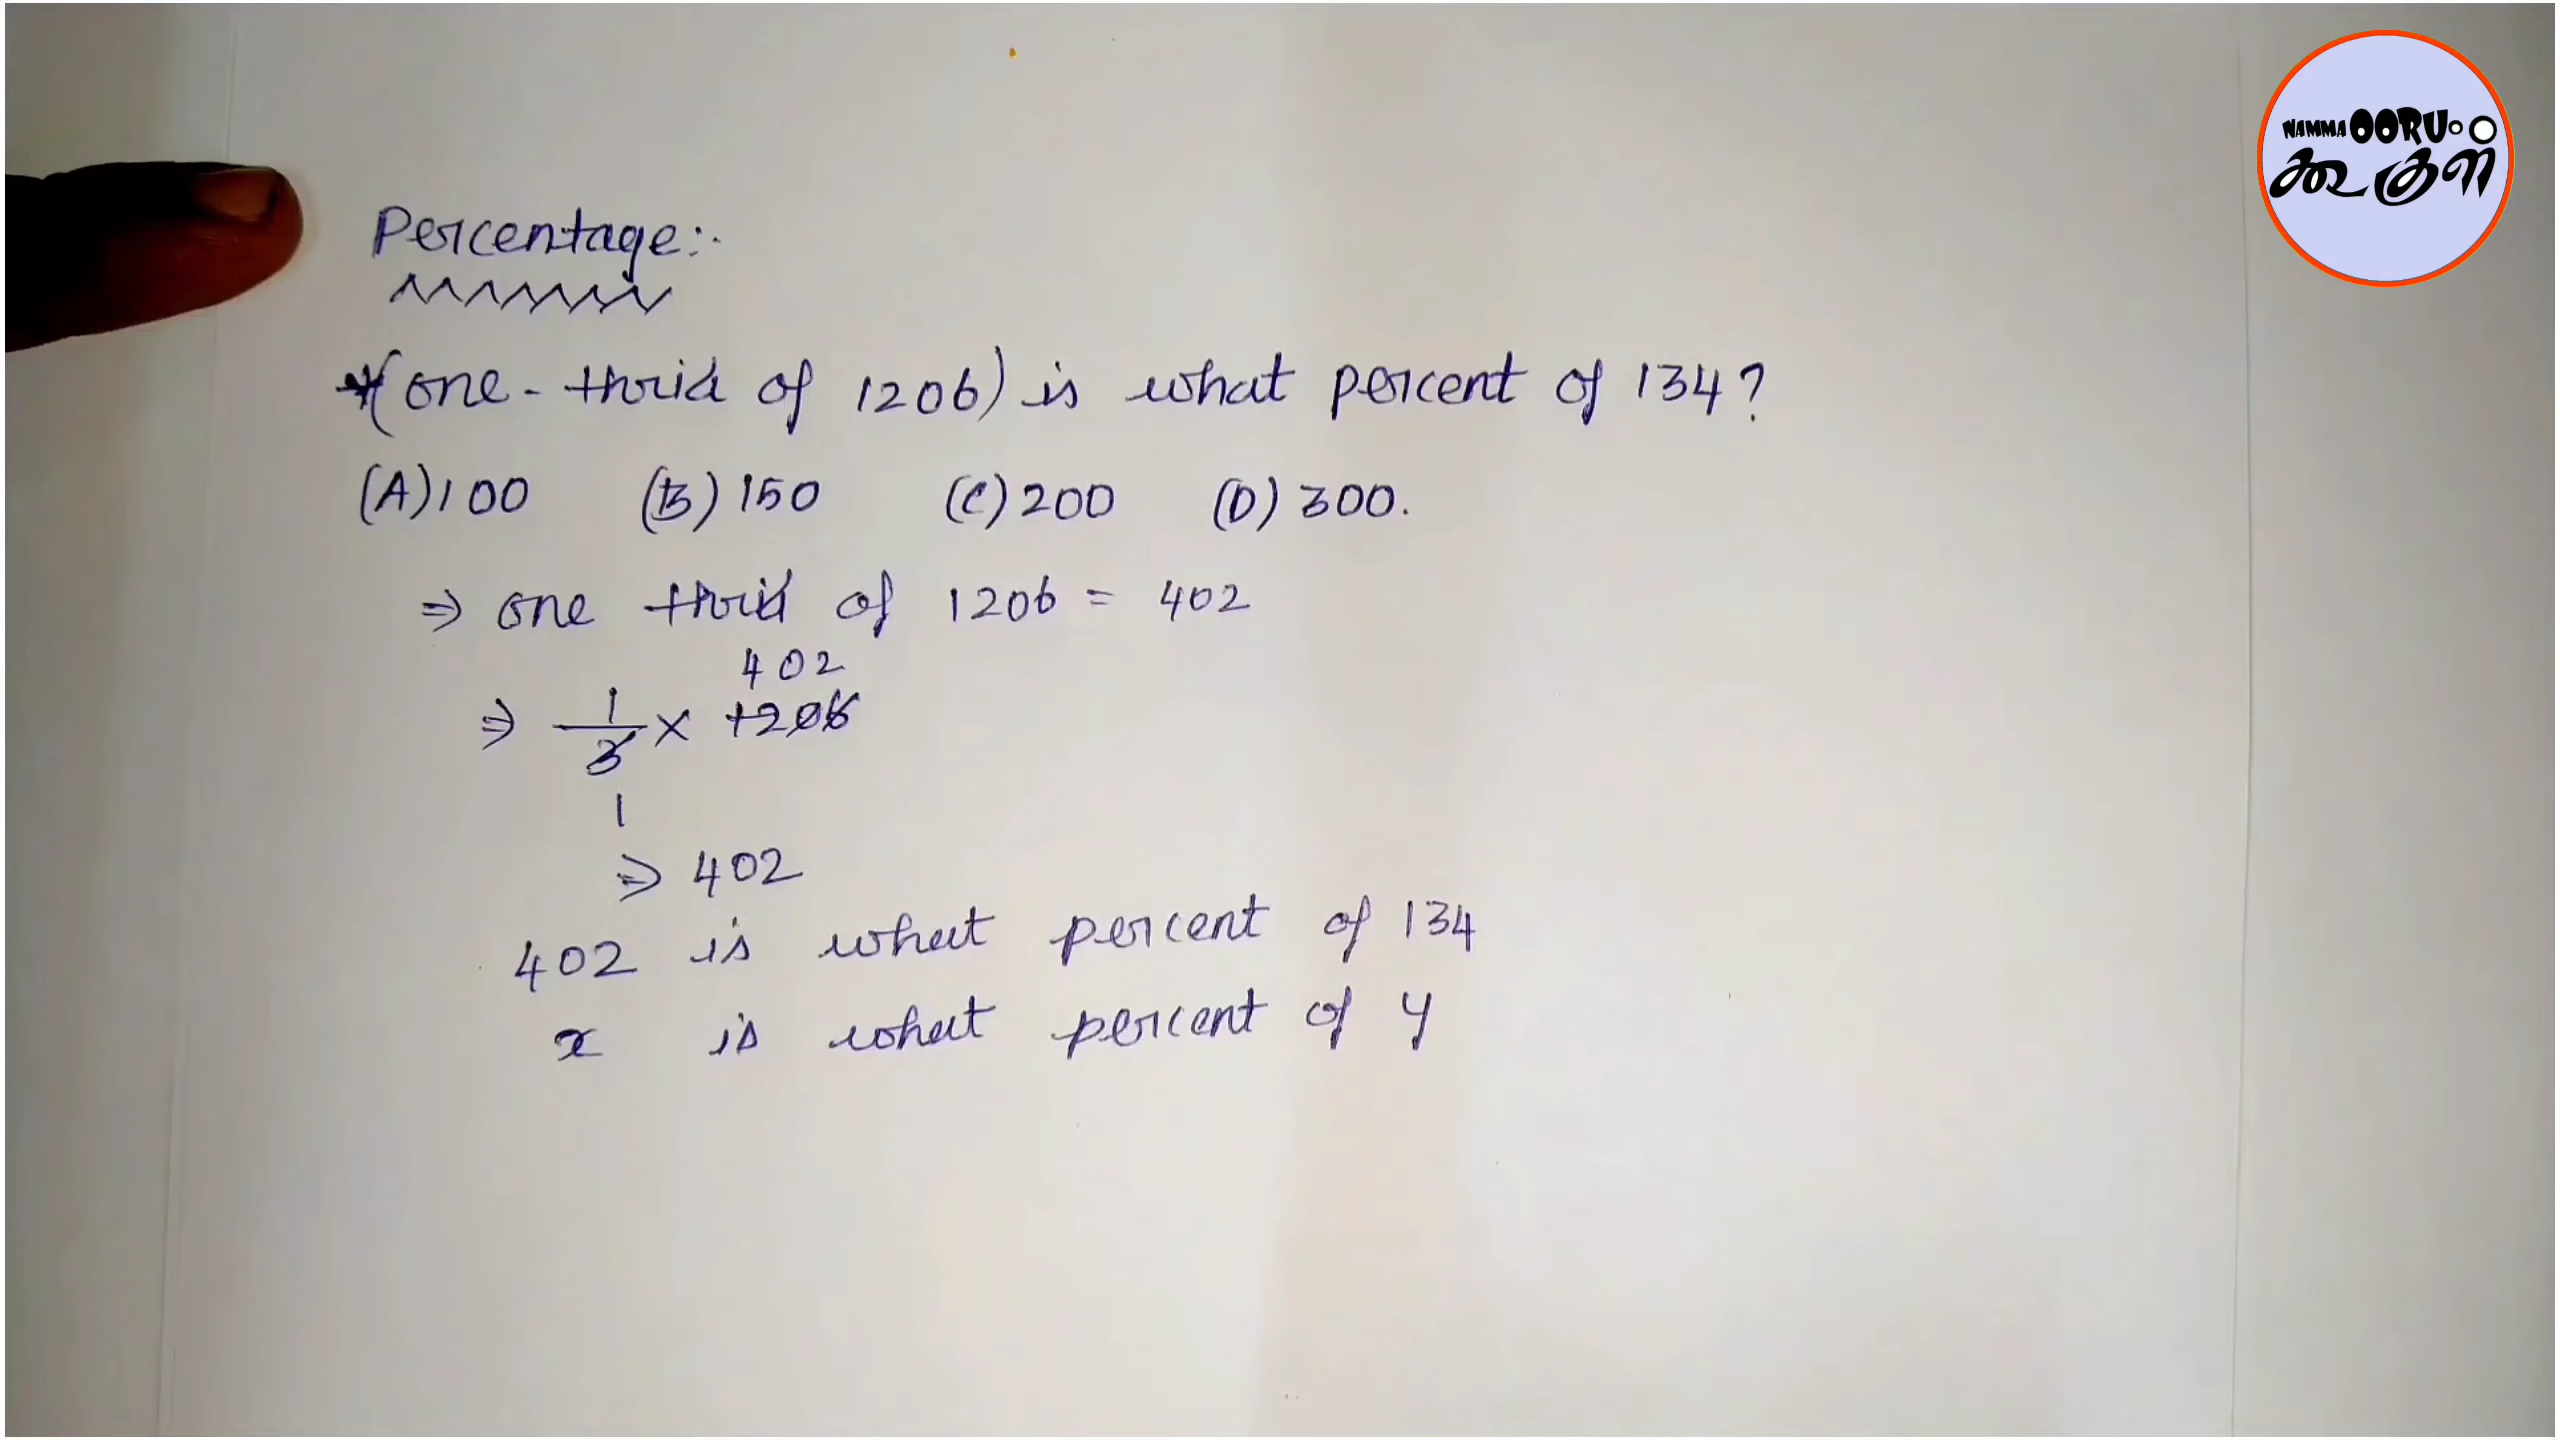 NAMMA OORU
கூகுள்
Percentage:-
*(one-thrid of 1206) is what percent of 134?
(A) 100 (B) 150 (C) 200 (D) 300.
⇒ one thrid of 1206 = 402
402
⇒ 1/3 × 1206
1
⇒ 402
402 is what percent of 134
x is what percent of y